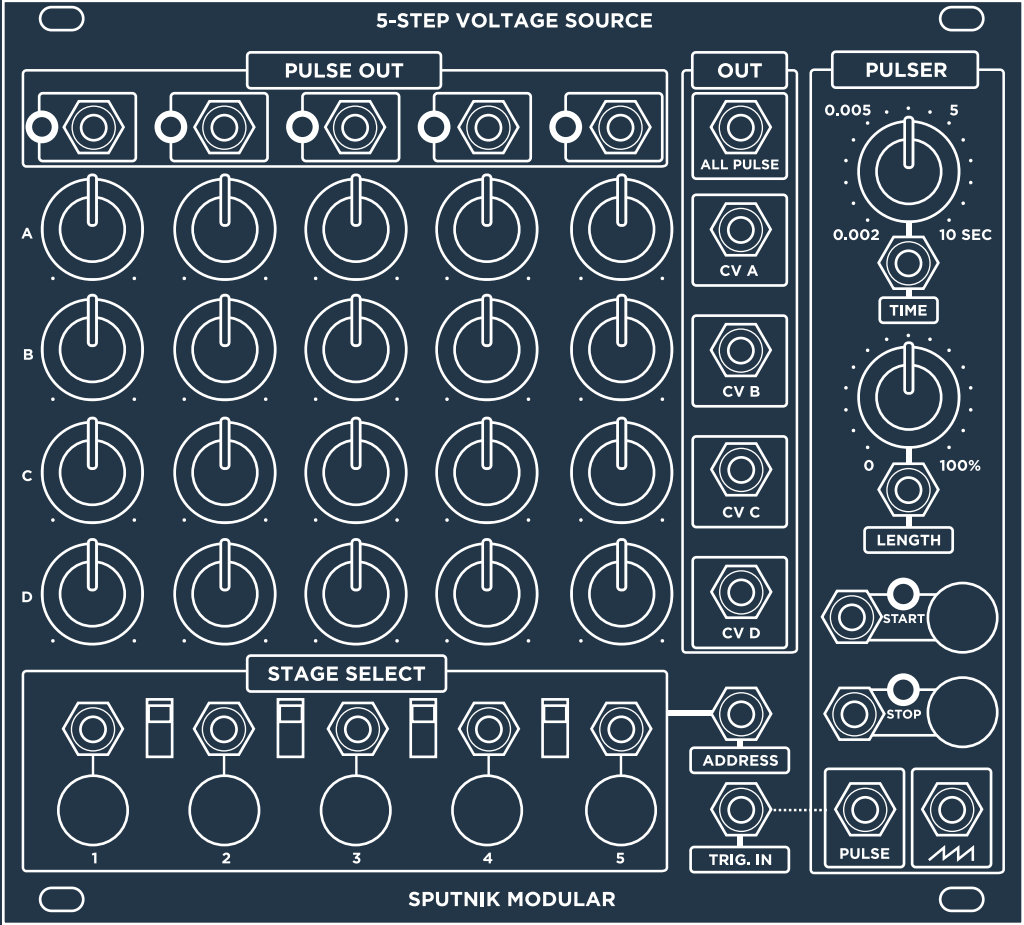 5-STEP VOLTAGE SOURCE
PULSE OUT
OUT
PULSER
ALL PULSE
0.005
5
0.002
10 SEC
TIME
A
CV A
B
CV B
0
100%
LENGTH
C
CV C
D
CV D
START
STOP
STAGE SELECT
ADDRESS
TRIG. IN
PULSE
1
2
3
4
5
SPUTNIK MODULAR